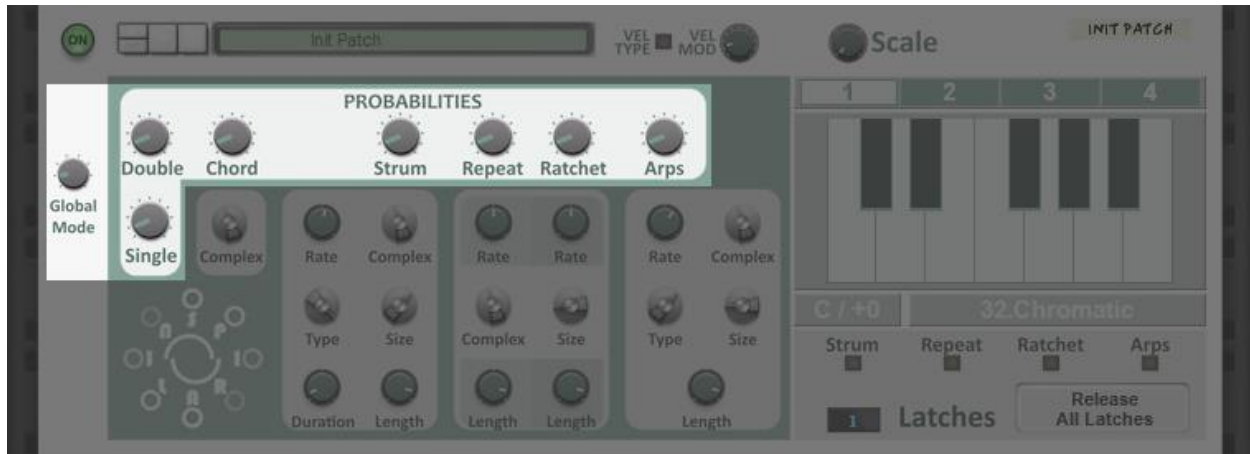 ON
Init Patch
VEL TYPE
VEL MOD
Scale
INIT PATCH
PROBABILITIES
Double Chord Strum Repeat Ratchet Arps
Global Mode
Single
Complex
Rate Complex
Rate Rate
Rate Complex
Type Size
Complex Size
Type Size
Duration Length
Length Length
Length
1 2 3 4
C / +0
32.Chromatic
Strum Repeat Ratchet Arps
1
Latches
Release
All Latches